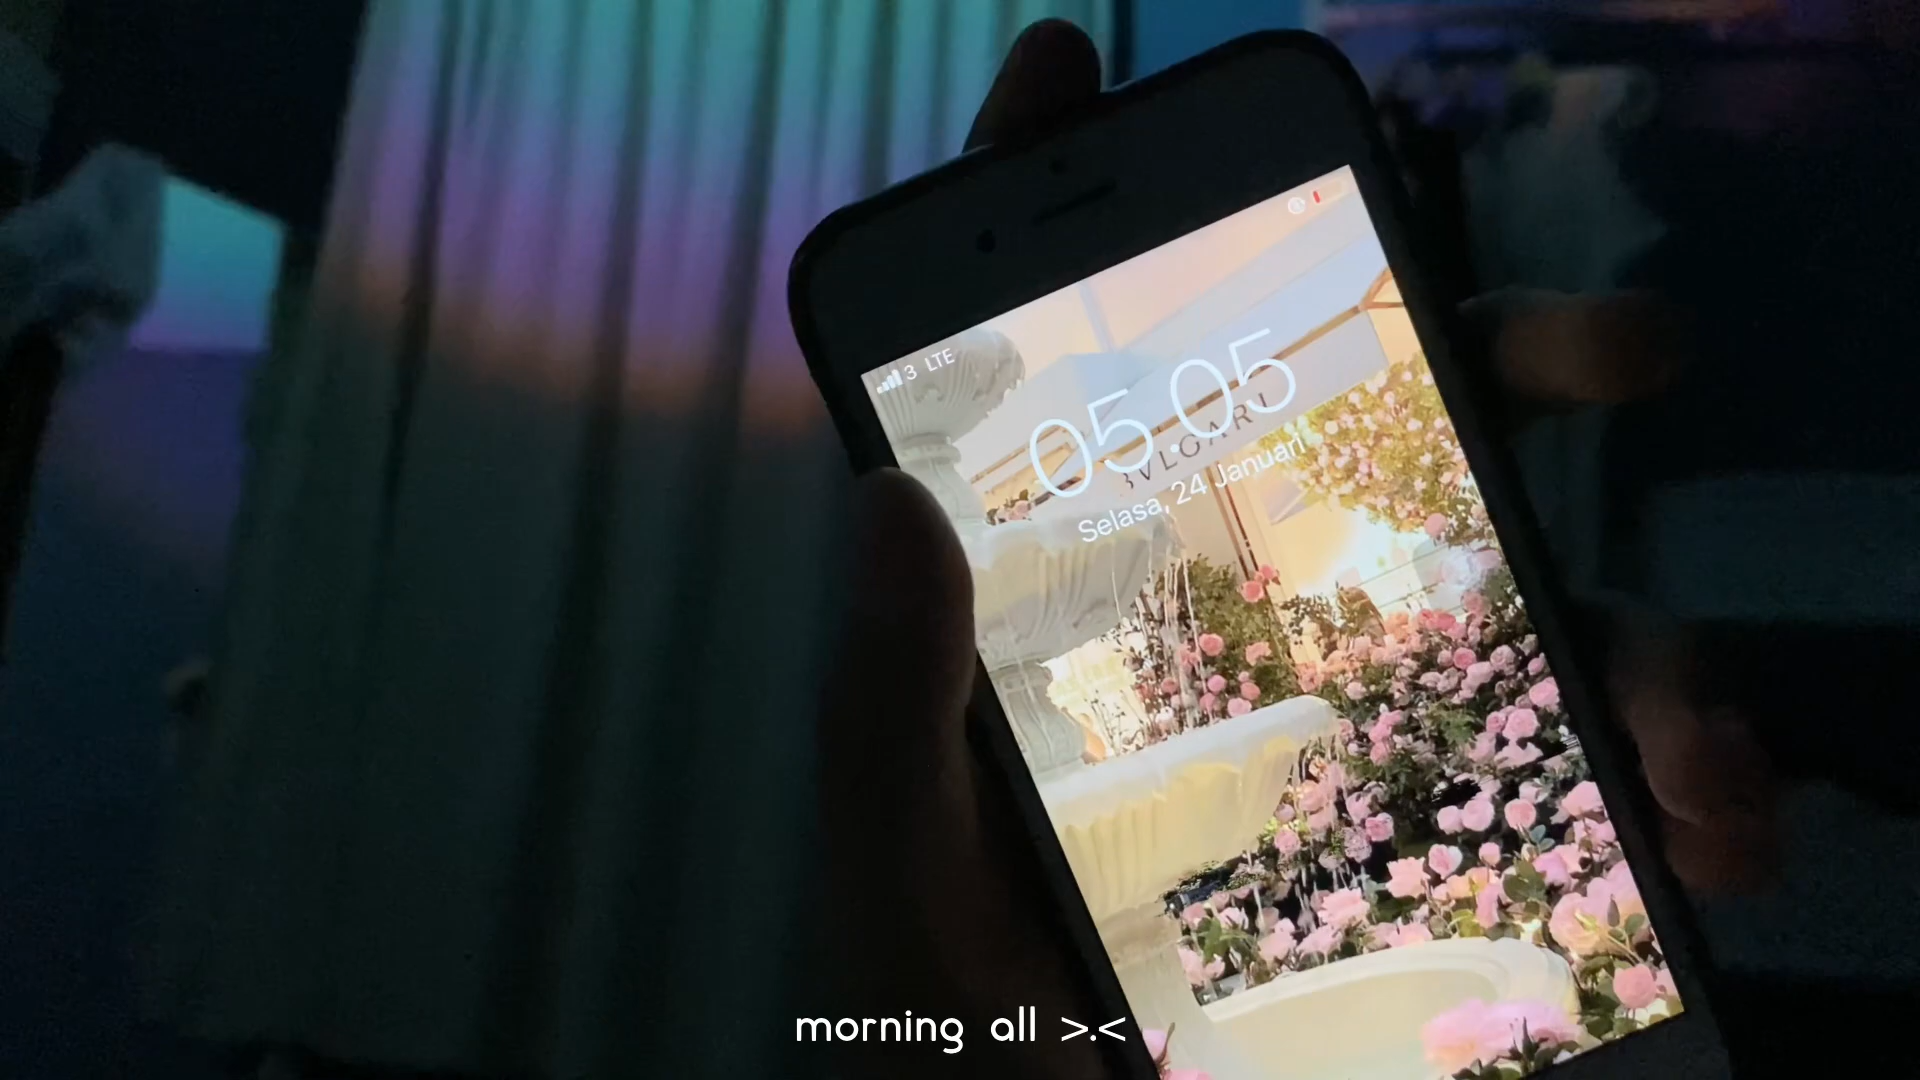 3 LTE
05.05
BVLGARI
Selasa, 24 Januari
morning all >.<